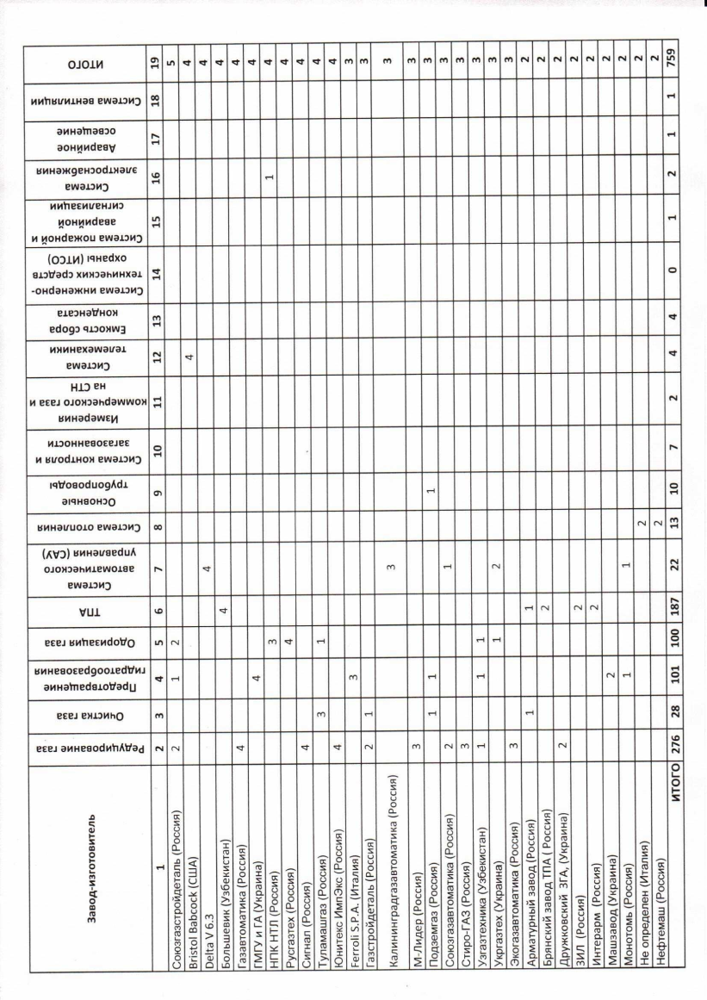 Завод-изготовитель
Редуцирование газа
Очистка газа
Предотвращение
гидратообразования
Одоризация газа
ТПА
Система
автоматического
управления (САУ)
Система отопления
Основные
трубопроводы
Система контроля и
загазованности
Измерения
коммерческого газа и
на СТН
Система
телемеханики
Емкость сбора
конденсата
Система инженерно-
технических средств
охраны (ИТСО)
Система пожарной и
аварийной
сигнализации
Система
электроснабжения
Аварийное
освещение
Система вентиляции
ИТОГО
1 2 3 4 5 6 7 8 9 10 11 12 13 14 15 16 17 18 19
Союзгазстройдеталь (Россия) 2 1 2 5
Bristol Babcock (США) 4 4
Delta V 6.3 4 4
Большевик (Узбекистан) 4 4
Газавтоматика (Россия) 4 4
ГМГУ и ГА (Украина) 4 4
НПК НТЛ (Россия) 3 1 4
Русгазтех (Россия) 4 4
Сигнал (Россия) 4 4
Туламашгаз (Россия) 3 1 4
Юнитекс ИмпЭкс (Россия) 4 4
Ferroli S.P.A. (Италия) 3 3
Газстройдеталь (Россия) 2 1 3
Калининградгазавтоматика (Россия) 3 3
М-Лидер (Россия) 3 3
Подземгаз (Россия) 1 1 1 3
Союзгазавтоматика (Россия) 2 1 3
Стиро-ГАЗ (Россия) 3 3
Узгазтехника (Узбекистан) 1 1 1 3
Укргазтех (Украина) 1 2 3
Экогазавтоматика (Россия) 3 3
Арматурный завод (Россия) 1 1 2
Брянский завод ТПА ( Россия) 2 2
Дружковский ЗГА, (Украина) 2 2
ЗИЛ (Россия) 2 2
Интерарм (Россия) 2 2
Машзавод (Украина) 2 2
Монотомь (Россия) 1 1 2
Не определен (Италия) 2 2
Нефтемаш (Россия) 2 2
ИТОГО 276 28 101 100 187 22 13 10 7 2 4 4 0 1 2 1 1 759